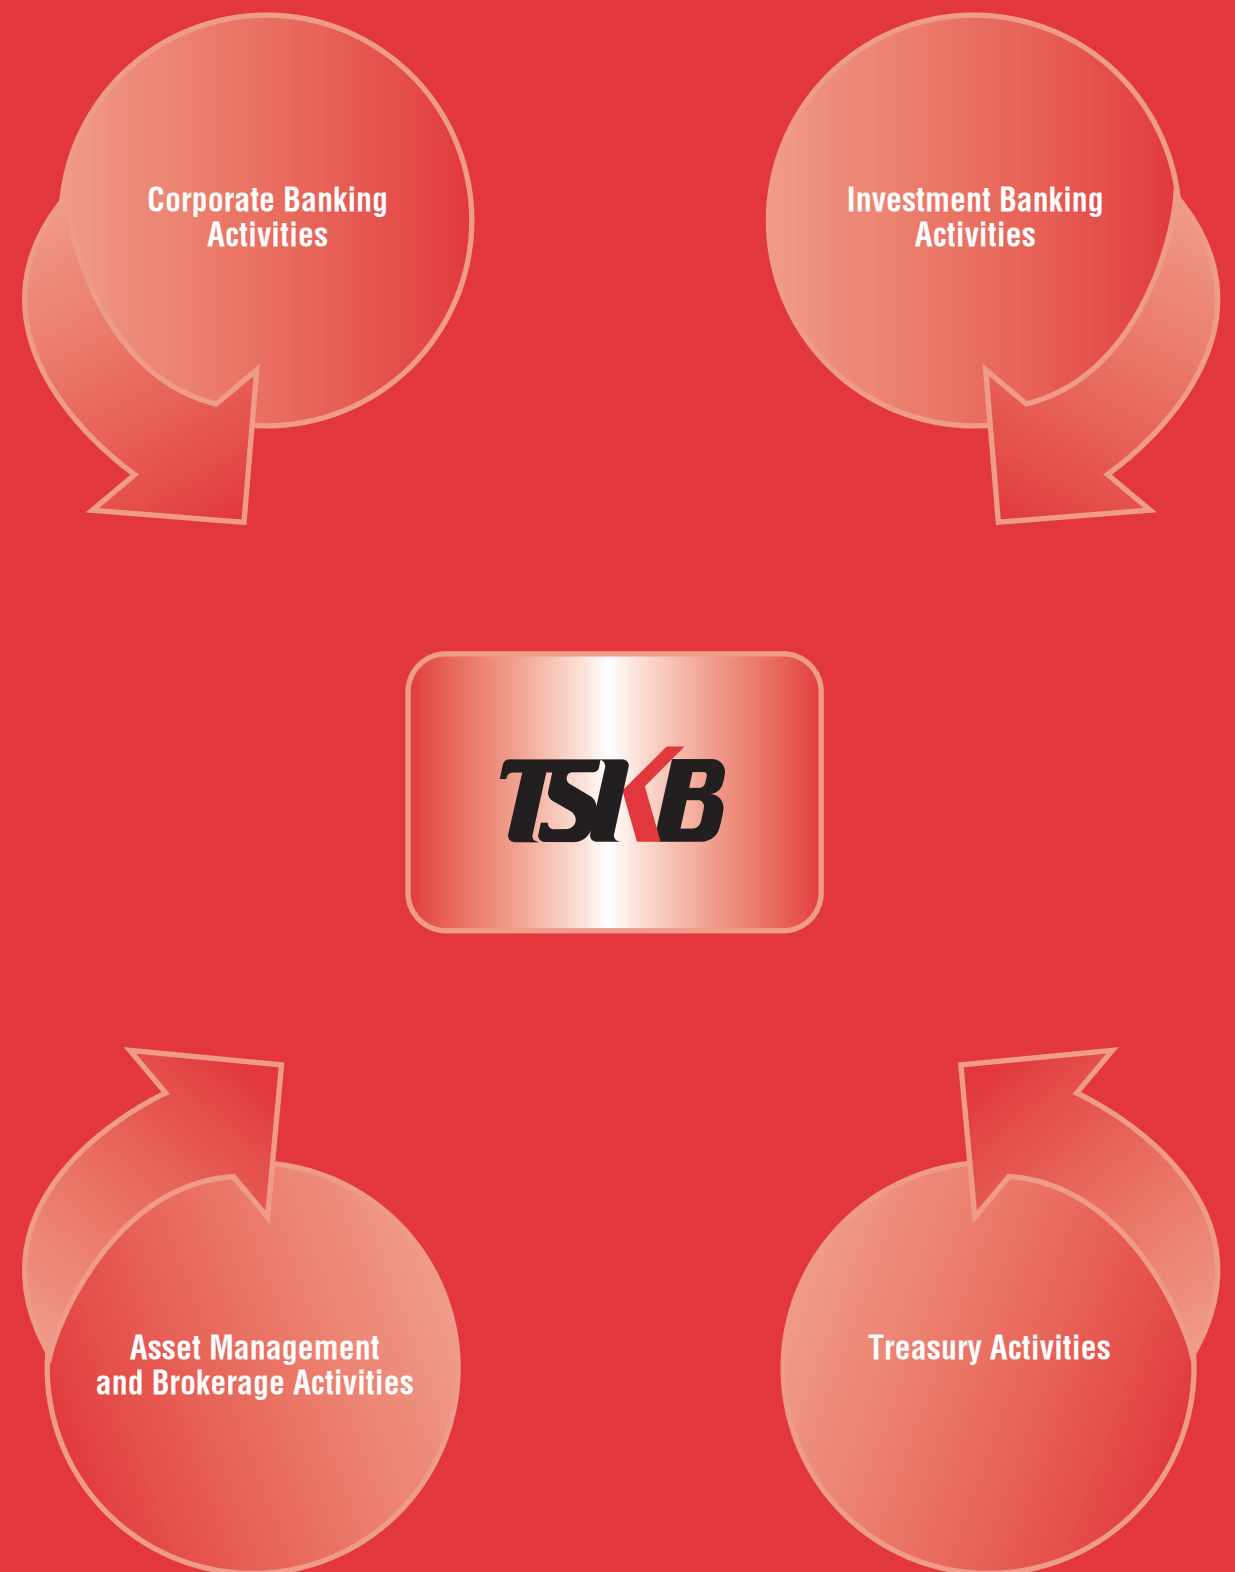 Corporate Banking
Activities
Investment Banking
Activities
TSKB
Asset Management
and Brokerage Activities
Treasury Activities